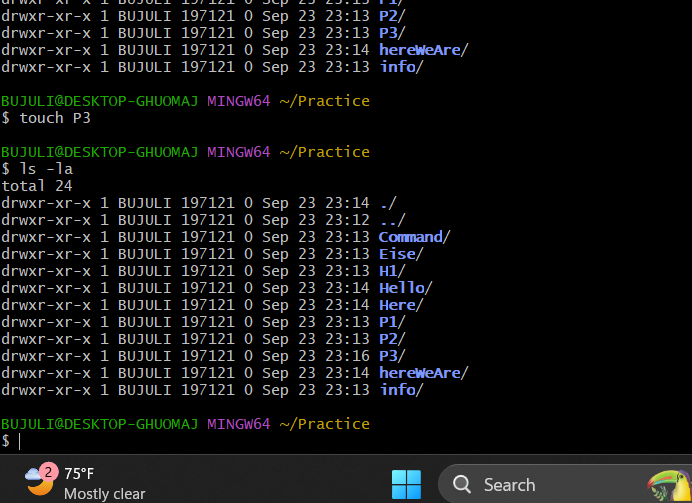 drwxr-xr-x 1 BUJULI 197121 0 Sep 23 23:13 P1/
drwxr-xr-x 1 BUJULI 197121 0 Sep 23 23:13 P2/
drwxr-xr-x 1 BUJULI 197121 0 Sep 23 23:13 P3/
drwxr-xr-x 1 BUJULI 197121 0 Sep 23 23:14 hereWeAre/
drwxr-xr-x 1 BUJULI 197121 0 Sep 23 23:13 info/
BUJULI@DESKTOP-GHUOMAJ MINGW64 ~/Practice
$ touch P3
BUJULI@DESKTOP-GHUOMAJ MINGW64 ~/Practice
$ ls -la
total 24
drwxr-xr-x 1 BUJULI 197121 0 Sep 23 23:14 ./
drwxr-xr-x 1 BUJULI 197121 0 Sep 23 23:12 ../
drwxr-xr-x 1 BUJULI 197121 0 Sep 23 23:13 Command/
drwxr-xr-x 1 BUJULI 197121 0 Sep 23 23:13 Eise/
drwxr-xr-x 1 BUJULI 197121 0 Sep 23 23:13 H1/
drwxr-xr-x 1 BUJULI 197121 0 Sep 23 23:14 Hello/
drwxr-xr-x 1 BUJULI 197121 0 Sep 23 23:14 Here/
drwxr-xr-x 1 BUJULI 197121 0 Sep 23 23:13 P1/
drwxr-xr-x 1 BUJULI 197121 0 Sep 23 23:13 P2/
drwxr-xr-x 1 BUJULI 197121 0 Sep 23 23:16 P3/
drwxr-xr-x 1 BUJULI 197121 0 Sep 23 23:14 hereWeAre/
drwxr-xr-x 1 BUJULI 197121 0 Sep 23 23:13 info/
BUJULI@DESKTOP-GHUOMAJ MINGW64 ~/Practice
$
2
75°F
Mostly clear
Search